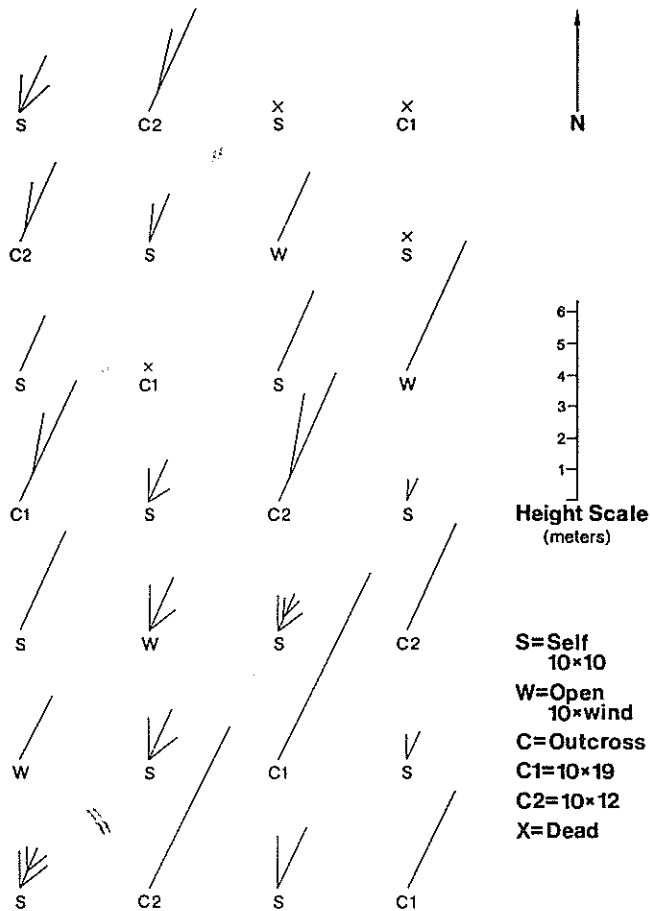 X X
S C2 S C1 N
X
C2 S W S
X
S C1 S W
6
5
4
3
2
1
C1 S C2 S
Height Scale
(meters)
S W S C2
S=Self
10×10
W=Open
10×wind
W S C1 S
C=Outcross
C1=10×19
C2=10×12
X=Dead
S C2 S C1